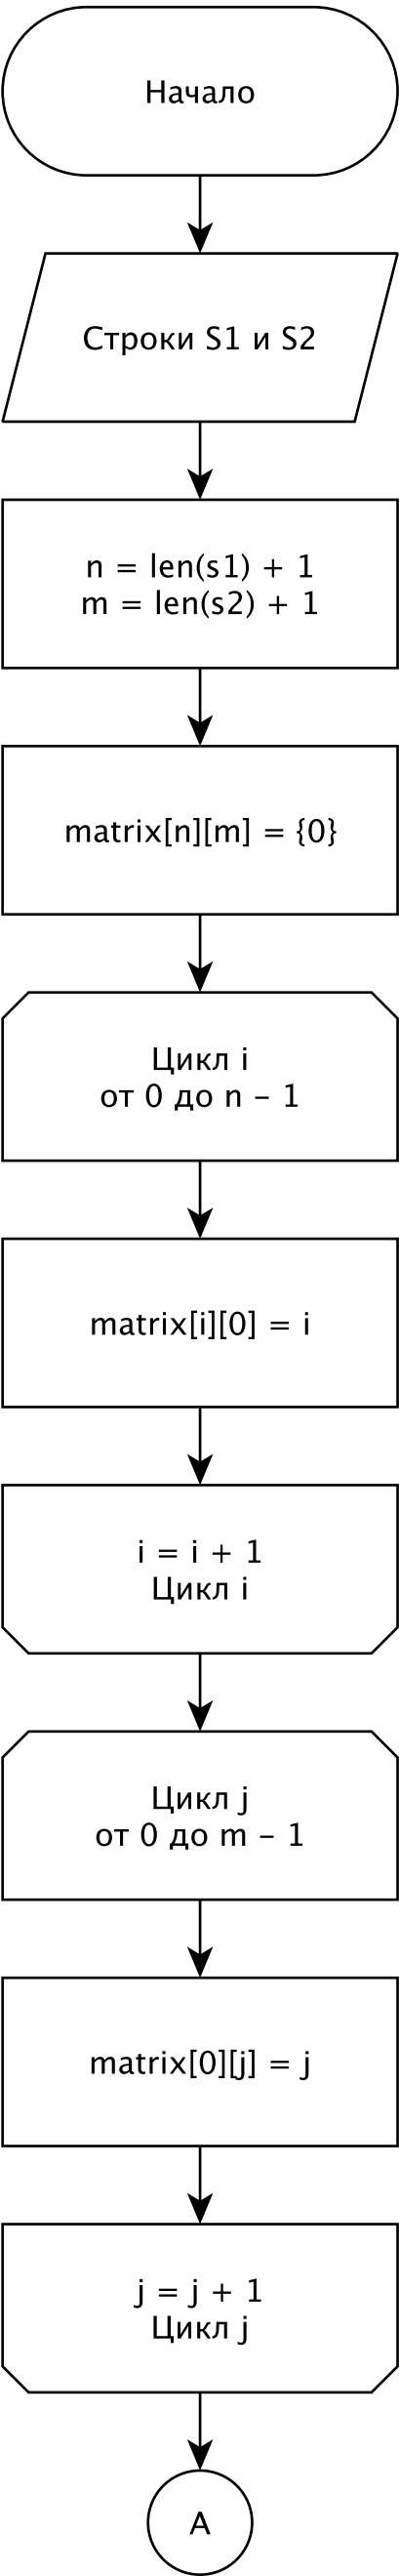 Начало
Строки S1 и S2
n = len(s1) + 1
m = len(s2) + 1
matrix[n][m] = {0}
Цикл i
от 0 до n – 1
matrix[i][0] = i
i = i + 1
Цикл i
Цикл j
от 0 до m – 1
matrix[0][j] = j
j = j + 1
Цикл j
A